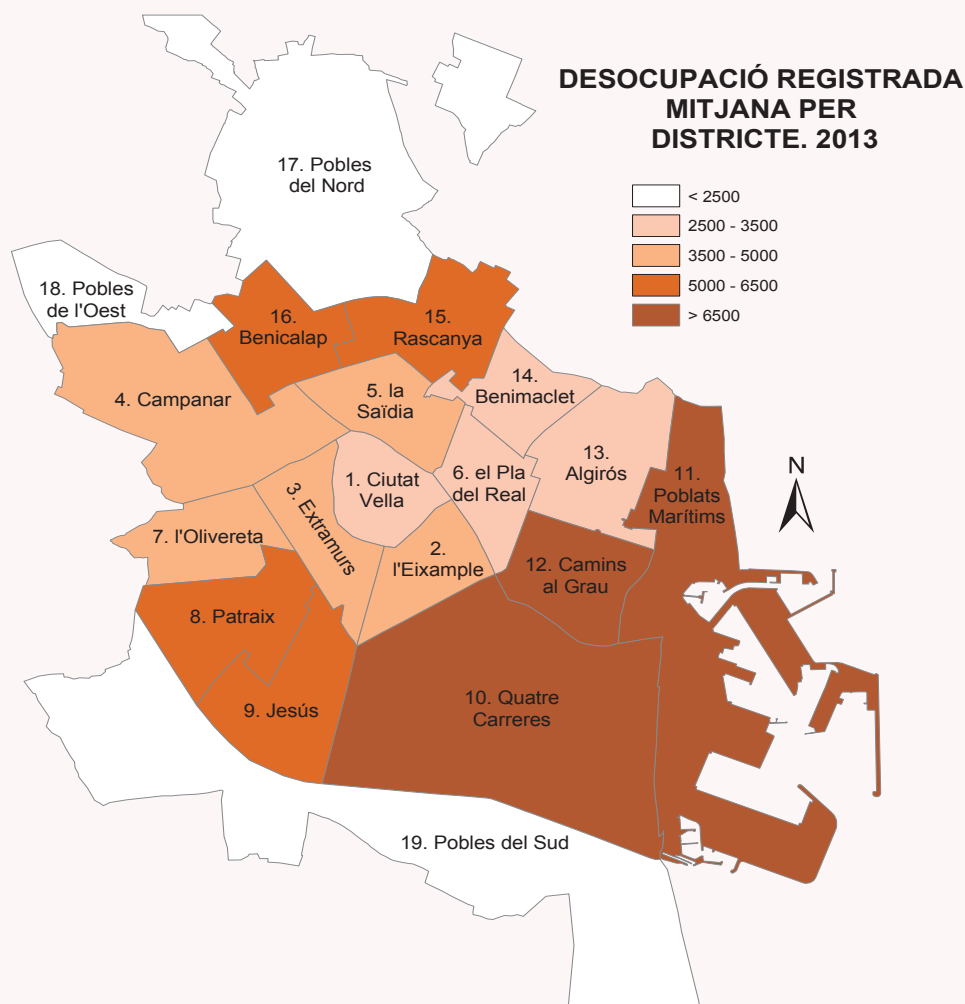 DESOCUPACIÓ REGISTRADA
MITJANA PER
DISTRICTE. 2013
< 2500
2500 - 3500
3500 - 5000
5000 - 6500
> 6500
17. Pobles
del Nord
18. Pobles
de l'Oest
16.
Benicalap
15.
Rascanya
14.
Benimaclet
4. Campanar
5. la
Saïdia
13.
Algirós
6. el Pla
del Real
1. Ciutat
Vella
11.
Poblats
Marítims
N
3. Extramurs
7. l'Olivereta
2.
l'Eixample
12. Camins
al Grau
8. Patraix
9. Jesús
10. Quatre
Carreres
19. Pobles del Sud